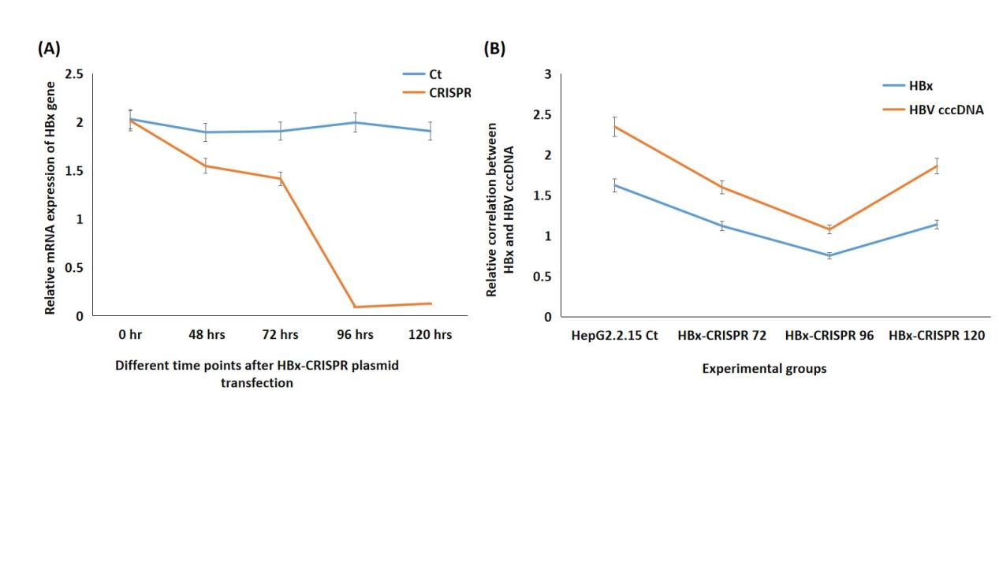 (A)
Relative mRNA expression of HBx gene
2.5
2
1.5
1
0.5
0
Ct
CRISPR
0 hr
48 hrs
72 hrs
96 hrs
120 hrs
Different time points after HBx-CRISPR plasmid
transfection
(B)
Relative correlation between
HBx and HBV cccDNA
3
2.5
2
1.5
1
0.5
0
HBx
HBV cccDNA
HepG2.2.15 Ct
HBx-CRISPR 72
HBx-CRISPR 96
HBx-CRISPR 120
Experimental groups